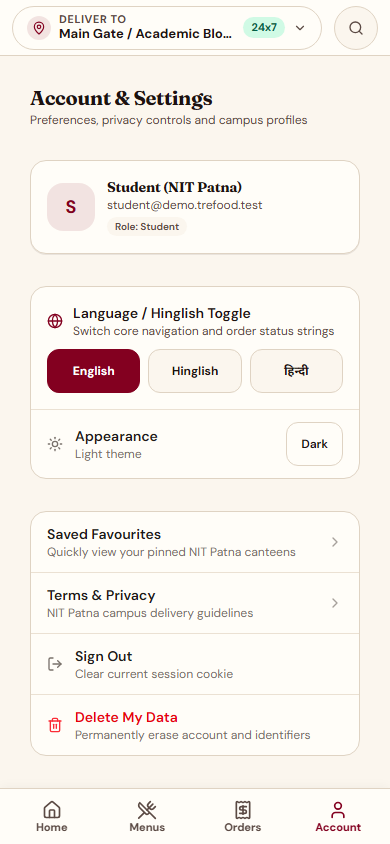 DELIVER TO
Main Gate / Academic Blo...
24x7
Account & Settings
Preferences, privacy controls and campus profiles
S
Student (NIT Patna)
student@demo.trefood.test
Role: Student
Language / Hinglish Toggle
Switch core navigation and order status strings
English
Hinglish
हिन्दी
Appearance
Light theme
Dark
Saved Favourites
Quickly view your pinned NIT Patna canteens
Terms & Privacy
NIT Patna campus delivery guidelines
Sign Out
Clear current session cookie
Delete My Data
Permanently erase account and identifiers
Home
Menus
Orders
Account